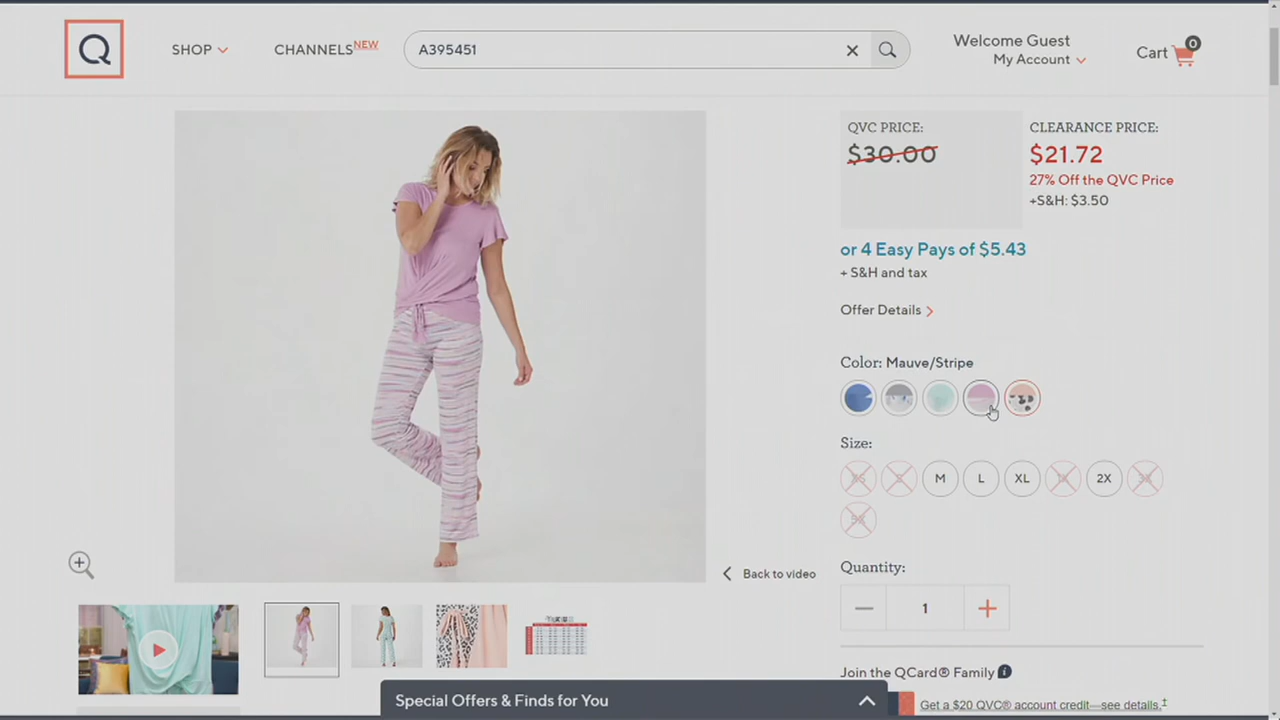 Q
SHOP
CHANNELS NEW
A395451
Welcome Guest
My Account
Cart
0
QVC PRICE:
$30.00
CLEARANCE PRICE:
$21.72
27% Off the QVC Price
+S&H: $3.50
or 4 Easy Pays of $5.43
+ S&H and tax
Offer Details
Color: Mauve/Stripe
Size:
M L XL 2X
Back to video
Quantity:
1
Join the QCard® Family
Special Offers & Finds for You
Get a $20 QVC® account credit—see details.‡